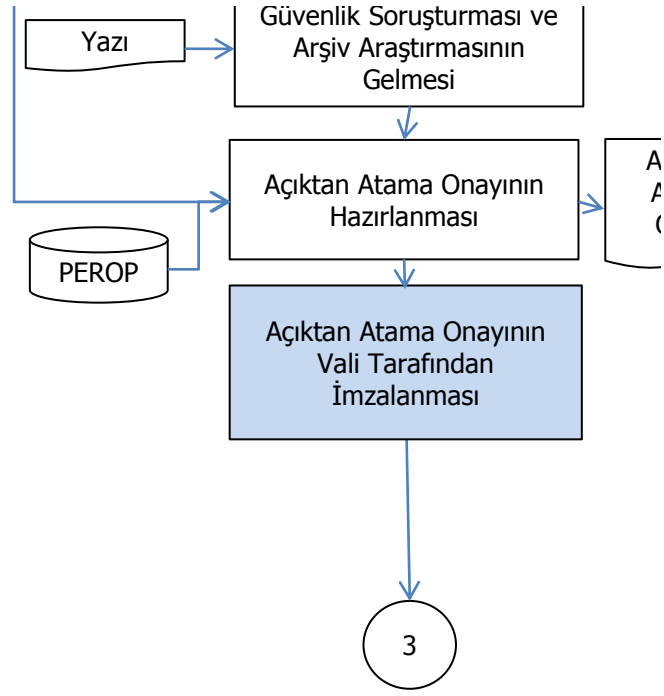 Güvenlik Soruşturması ve
Arşiv Araştırmasının
Gelmesi
Yazı
Açıktan Atama Onayının
Hazırlanması
PEROP
Açıktan Atama Onayının
Vali Tarafından
İmzalanması
3